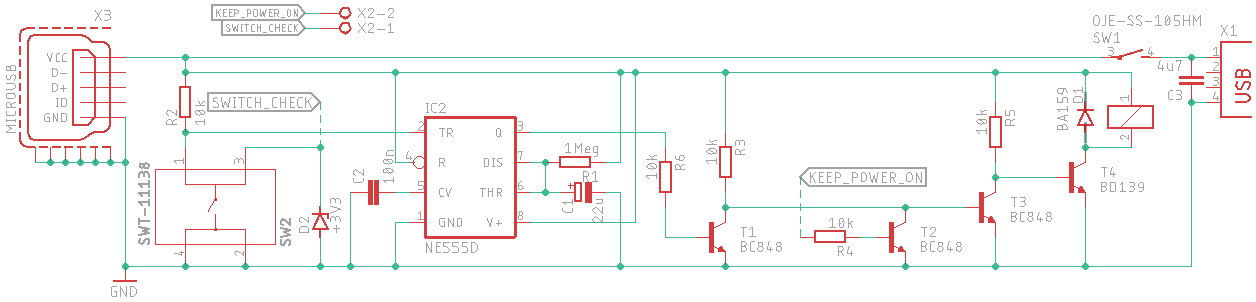 X3
KEEP_POWER_ON
X2-2
SWITCH_CHECK
X2-1
OJE-SS-105HM
SW1
X1
3
4
VCC
D-
D+
ID
GND
MICROUSB
1
2
3
4
USB
4u7
C3
R2
10k
SWITCH_CHECK
IC2
2
TR
Q
3
4
R
DIS
7
5
CV
THR
6
1
GND
V+
8
NE555D
1Meg
R1
C1
22u
C2
100n
10k
R6
10k
R3
R5
10k
BA159
D1
1
2
1
3
SWT-11138
SW2
4
2
D2
+3V3
KEEP_POWER_ON
10k
R4
T1
BC848
T2
BC848
T3
BC848
T4
BD139
GND